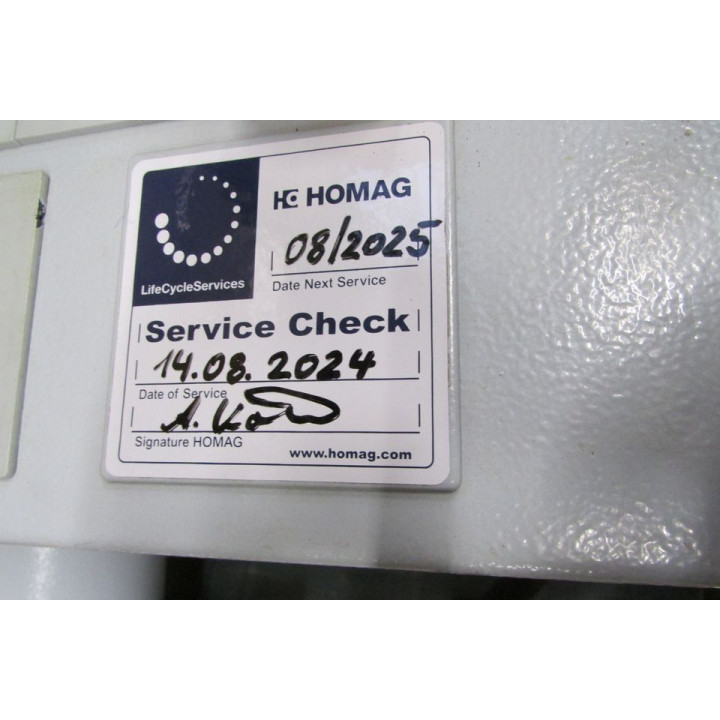 HOMAG
08/2025
Date Next Service
LifeCycleServices
Service Check
14.08.2024
Date of Service
A.
Signature HOMAG
www.homag.com